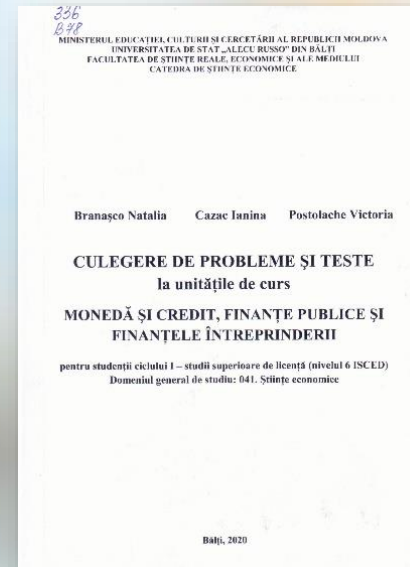 336
B78
MINISTERUL EDUCAȚIEI, CULTURII ȘI CERCETĂRII AL REPUBLICII MOLDOVA
UNIVERSITATEA DE STAT „ALECU RUSSO” DIN BĂLȚI
FACULTATEA DE ȘTIINȚE REALE, ECONOMICE ȘI ALE MEDIULUI
CATEDRA DE ȘTIINȚE ECONOMICE
Branașco Natalia Cazac Ianina Postolache Victoria
CULEGERE DE PROBLEME ȘI TESTE
la unitățile de curs
MONEDĂ ȘI CREDIT, FINANȚE PUBLICE ȘI
FINANȚELE ÎNTREPRINDERII
pentru studenții ciclului I – studii superioare de licență (nivelul 6 ISCED)
Domeniul general de studiu: 041. Științe economice
Bălți, 2020